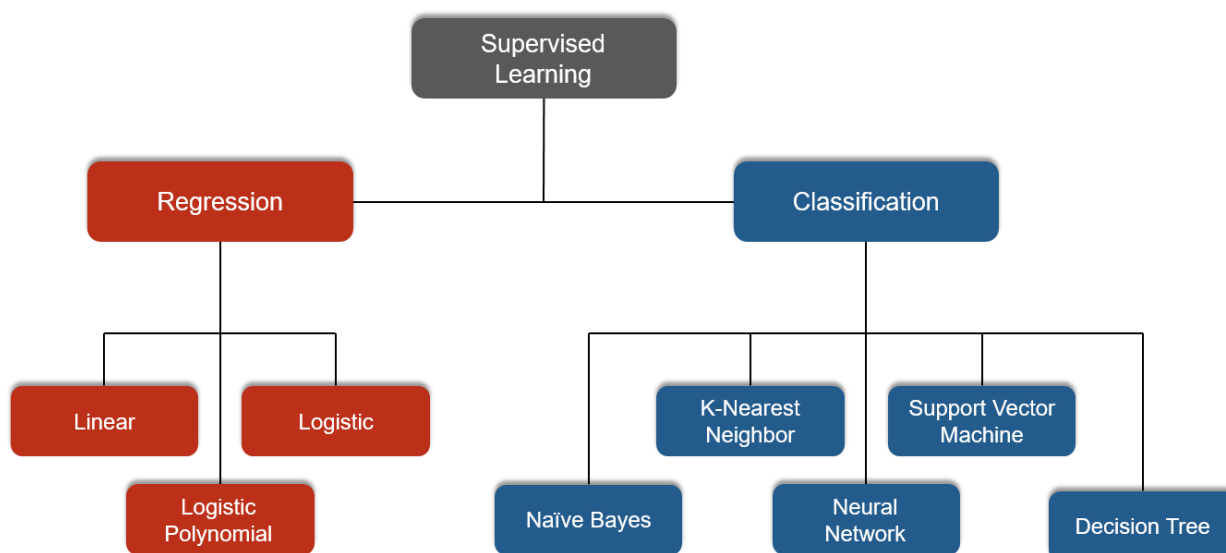 Supervised
Learning
Regression
Classification
Linear
Logistic
K-Nearest
Neighbor
Support Vector
Machine
Logistic
Polynomial
Naïve Bayes
Neural
Network
Decision Tree